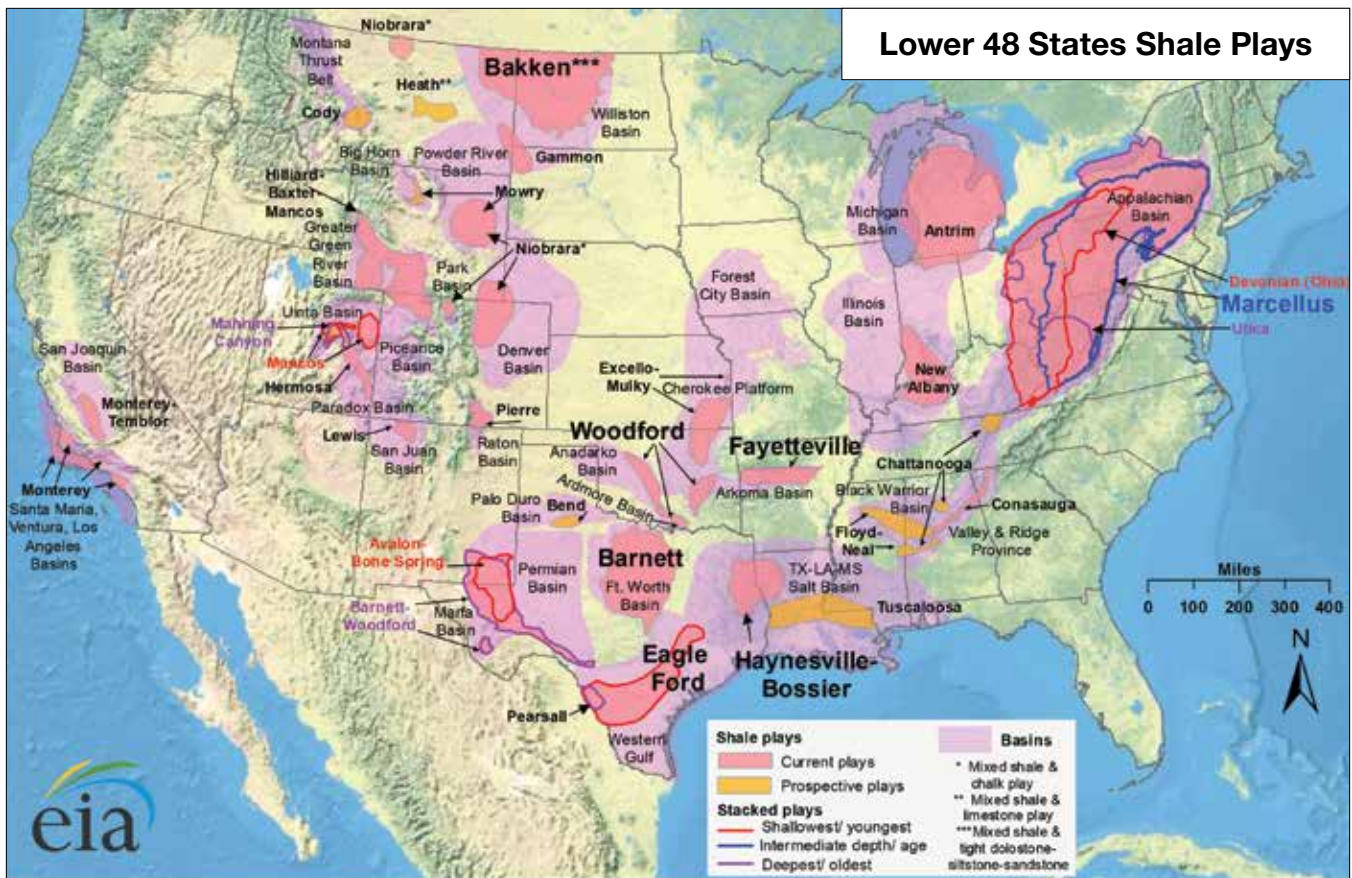 Lower 48 States Shale Plays
Niobrara*
Montana
Thrust
Belt
Bakken***
Heath**
Cody
Williston
Basin
Big Horn
Basin
Powder River
Basin
Gammon
Hilliard-
Baxter-
Mancos
Mowry
Greater
Green
River
Basin
Niobrara*
Park
Basin
Michigan
Basin
Antrim
Appalachian
Basin
Devonian (Ohio)
Marcellus
Utica
Forest
City Basin
Illinois
Basin
Uinta Basin
Manning
Canyon
Mancos
Piceance
Basin
Denver
Basin
Hermosa
Paradox Basin
San Joaquin
Basin
Monterey-
Temblor
Excello-
Mulky
Cherokee Platform
New
Albany
Lewis
San Juan
Basin
Pierre
Raton
Basin
Woodford
Anadarko
Basin
Fayetteville
Arkoma Basin
Chattanooga
Monterey
Santa Maria,
Ventura, Los
Angeles
Basins
Palo Duro
Basin
Bend
Ardmore Basin
Black Warrior
Basin
Conasauga
Floyd-
Neal
Valley & Ridge
Province
Avalon-
Bone Spring
Permian
Basin
Barnett
Ft. Worth
Basin
TX-LA-MS
Salt Basin
Tuscaloosa
Barnett-
Woodford
Marfa
Basin
Eagle
Ford
Haynesville-
Bossier
Pearsall
Western
Gulf
Miles
0 100 200 300 400
N
Shale plays
Current plays
Prospective plays
Stacked plays
Shallowest/ youngest
Intermediate depth/ age
Deepest/ oldest
Basins
* Mixed shale &
chalk play
** Mixed shale &
limestone play
***Mixed shale &
tight dolostone-
siltstone-sandstone
eia